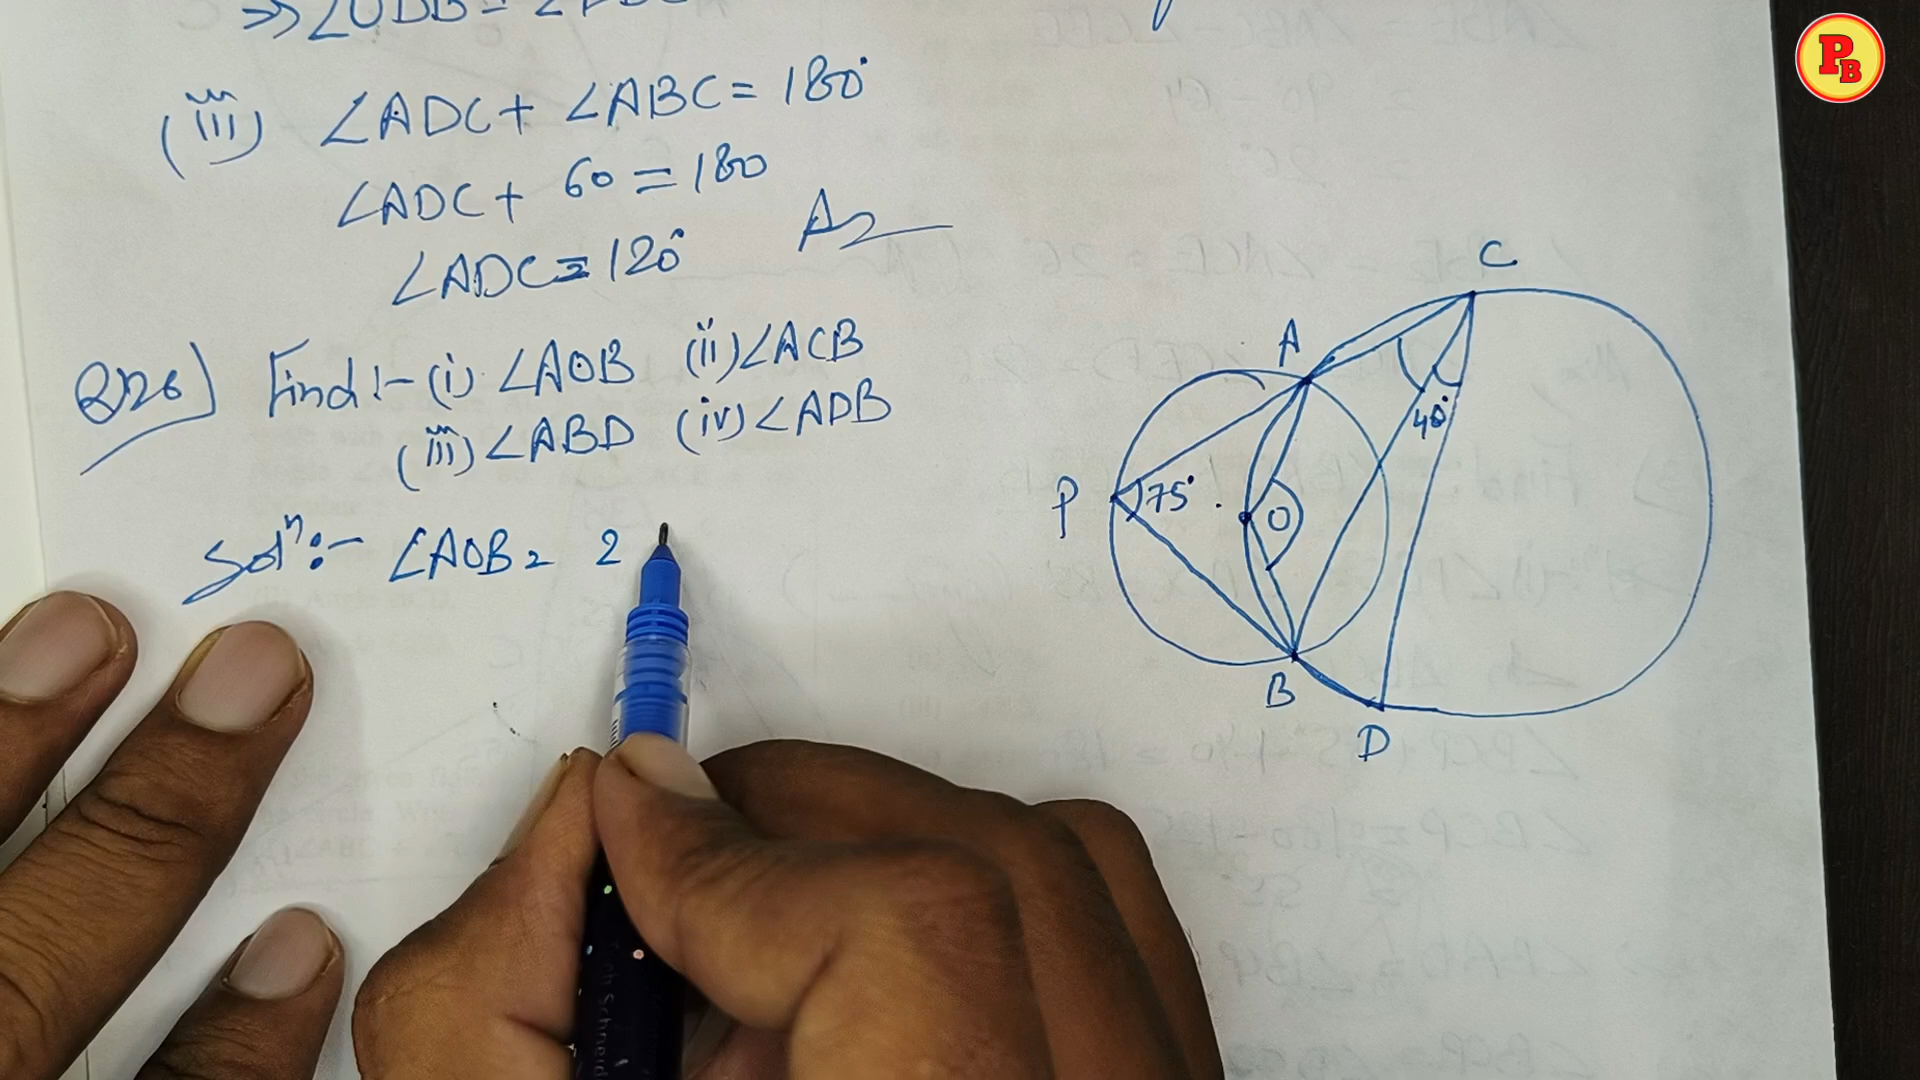 (iii) ∠ADC + ∠ABC = 180°
∠ADC + 60 = 180
∠ADC = 120°
Q26) Find :- (i) ∠AOB (ii) ∠ACB
(iii) ∠ABD (iv) ∠ADB
Solⁿ :- ∠AOB = 2
C
A
40°
P
75°
O
B
D
PB